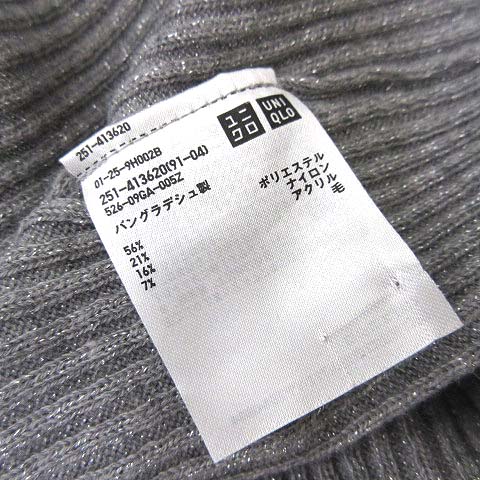 251-413620
ユニ
クロ
UNI
QLO
01-25-9H002B
251-413620(91-04)
526-09GA-005Z
バングラデシュ製
ポリエステル
ナイロン
アクリル
毛
56%
21%
16%
7%